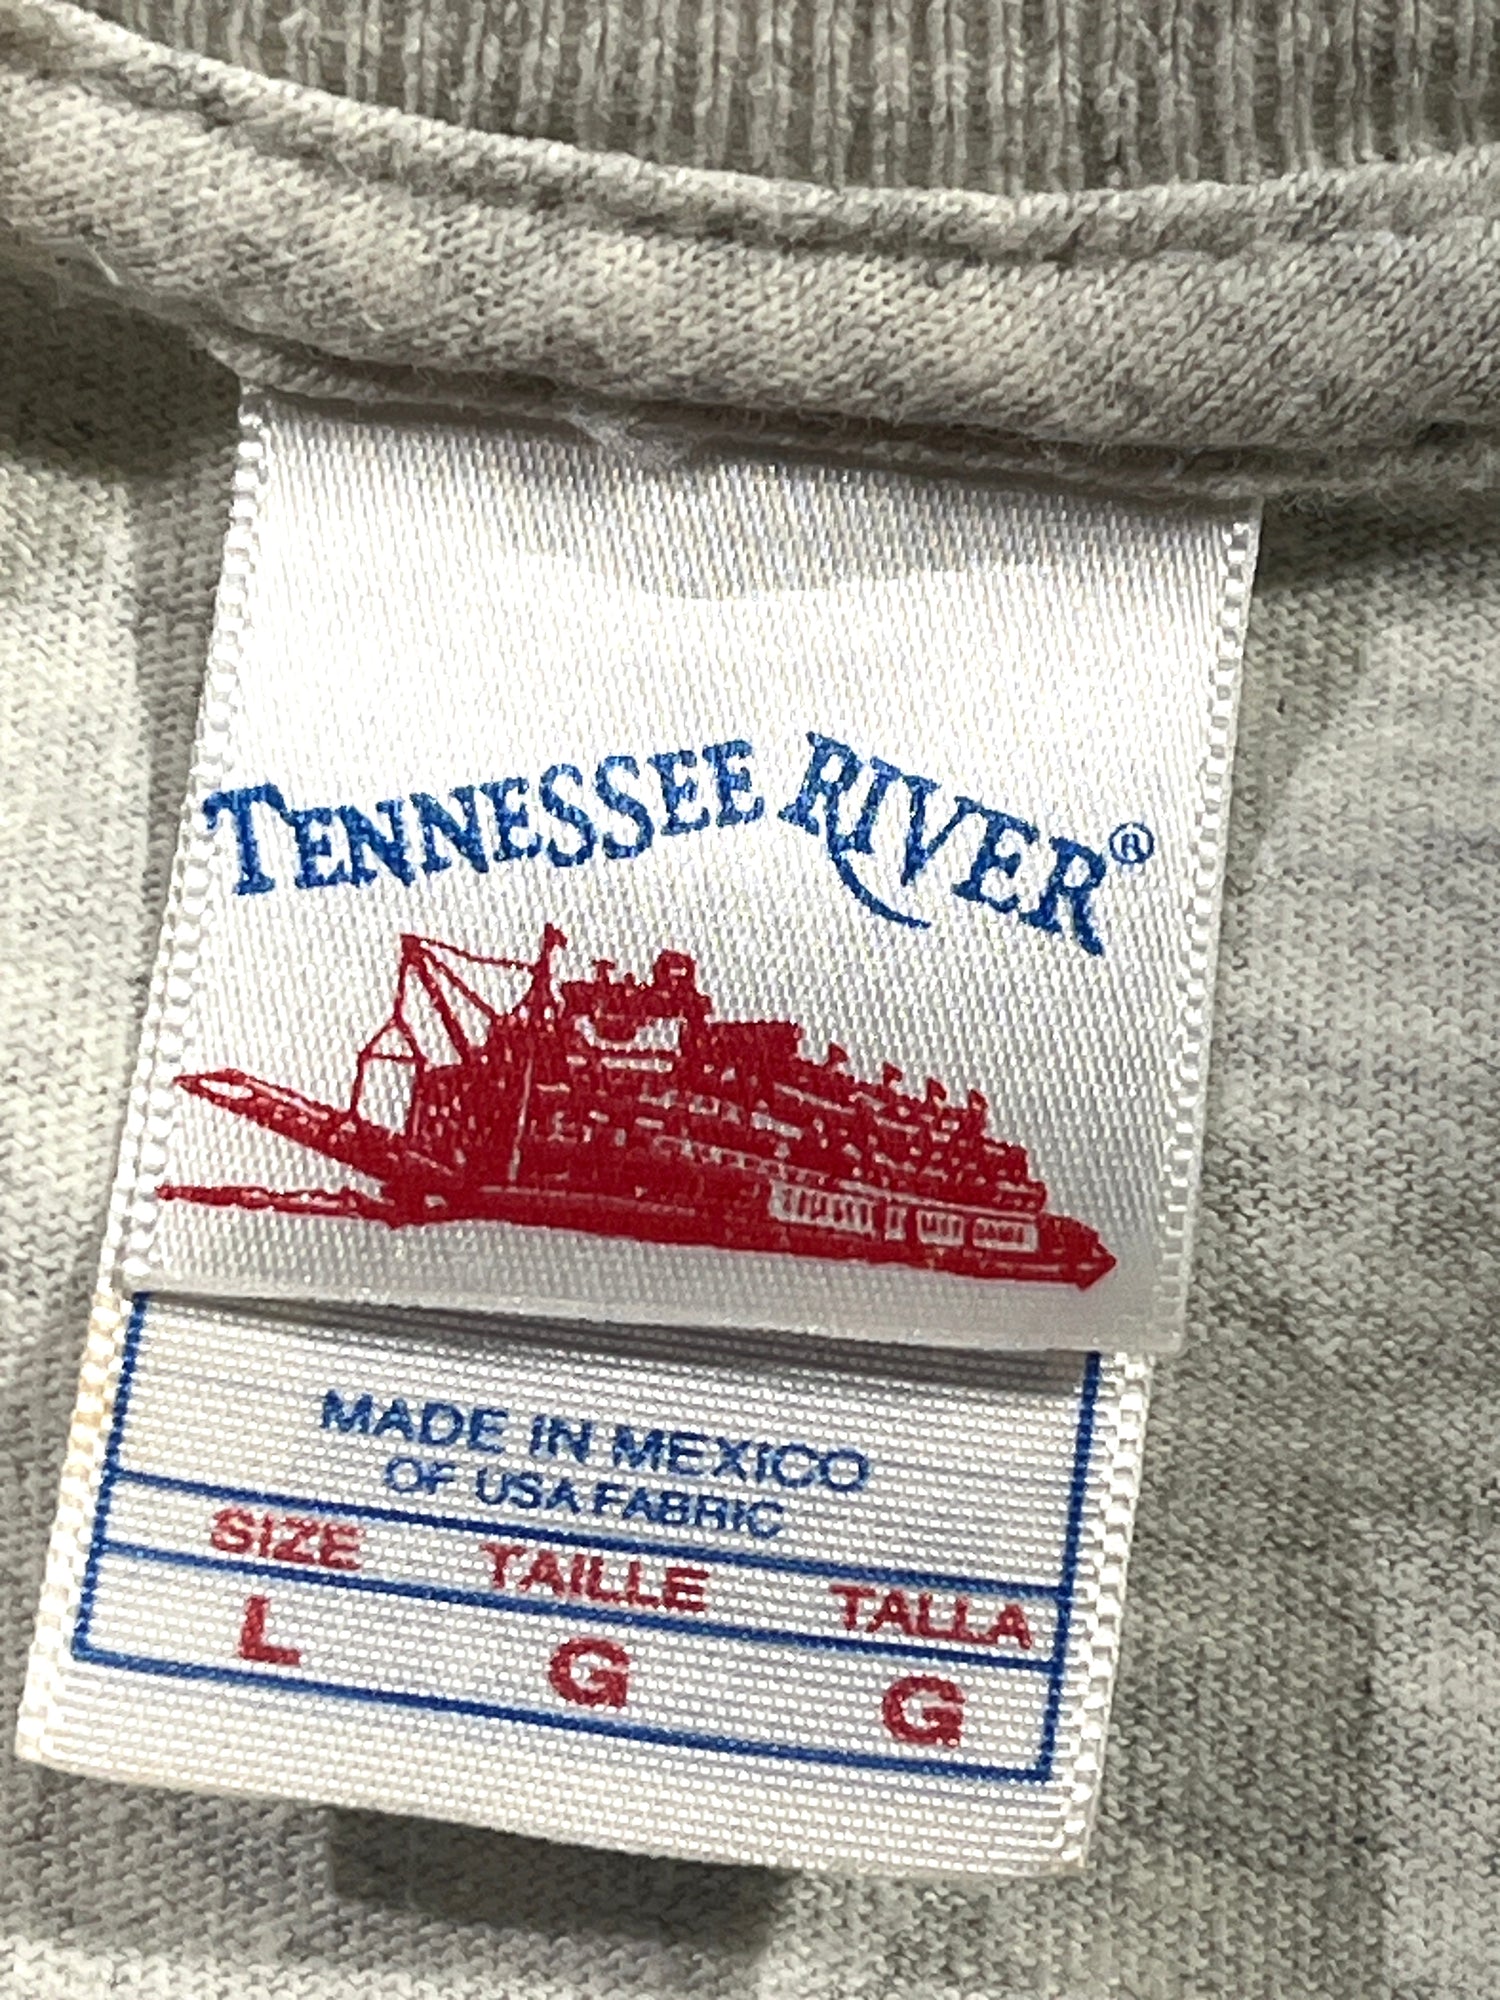 TENNESSEE RIVER®
MADE IN MEXICO
OF USA FABRIC
SIZE TAILLE TALLA
L G G